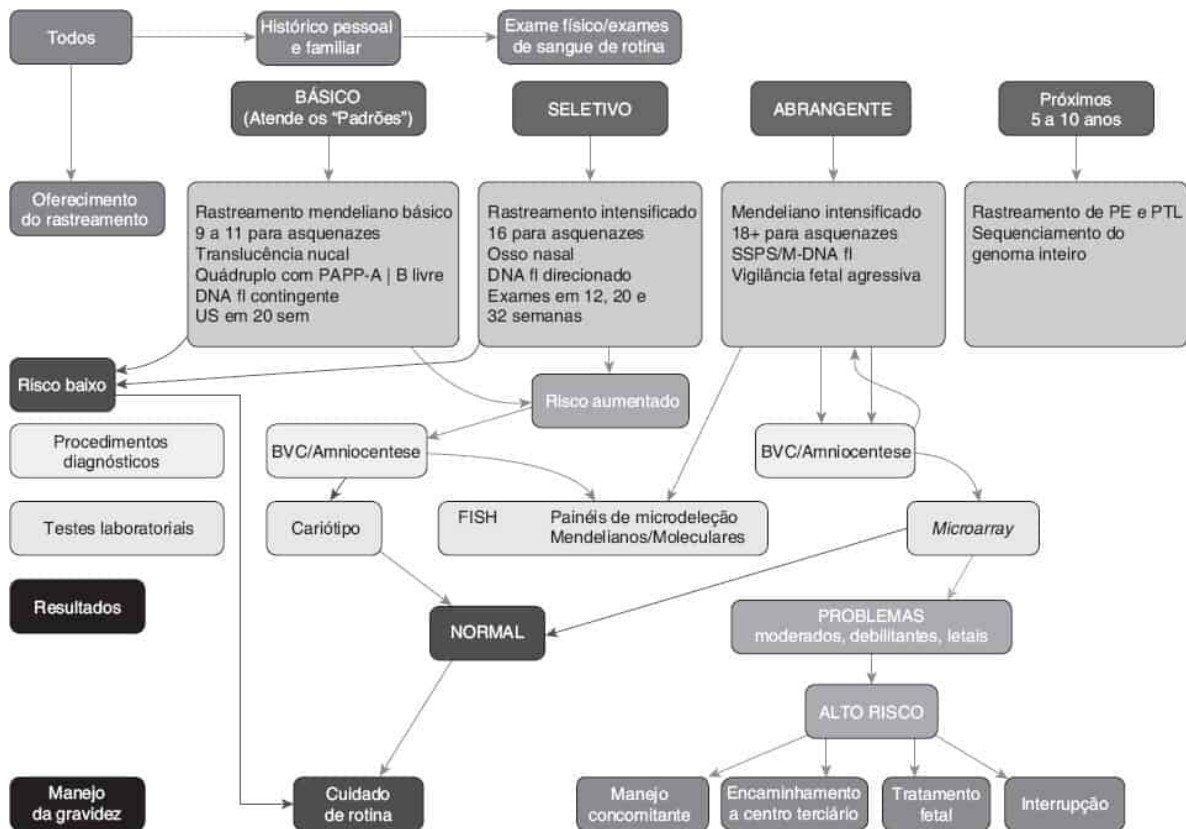 Todos
Histórico pessoal
e familiar
Exame físico/exames
de sangue de rotina
BÁSICO
(Atende os “Padrões”)
SELETIVO
ABRANGENTE
Próximos
5 a 10 anos
Oferecimento
do rastreamento
Rastreamento mendeliano básico
9 a 11 para asquenazes
Translucência nucal
Quádruplo com PAPP-A | B livre
DNA fl contingente
US em 20 sem
Rastreamento intensificado
16 para asquenazes
Osso nasal
DNA fl direcionado
Exames em 12, 20 e
32 semanas
Mendeliano intensificado
18+ para asquenazes
SSPS/M-DNA fl
Vigilância fetal agressiva
Rastreamento de PE e PTL
Sequenciamento do
genoma inteiro
Risco baixo
Risco aumentado
Procedimentos
diagnósticos
BVC/Amniocentese
BVC/Amniocentese
Testes laboratoriais
Cariótipo
FISH Painéis de microdeleção
Mendelianos/Moleculares
Microarray
Resultados
NORMAL
PROBLEMAS
moderados, debilitantes, letais
ALTO RISCO
Manejo
da gravidez
Cuidado
de rotina
Manejo
concomitante
Encaminhamento
a centro terciário
Tratamento
fetal
Interrupção